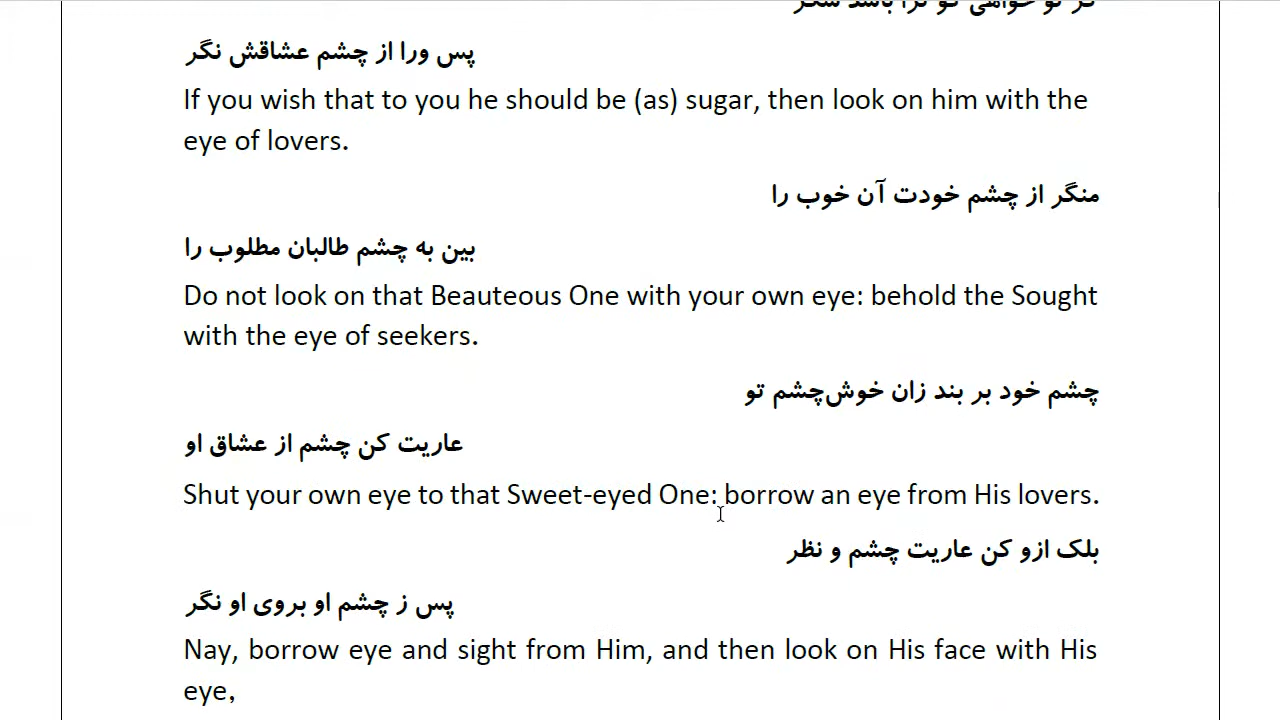 پس ورا از چشم عشاقش نگر
If you wish that to you he should be (as) sugar, then look on him with the
eye of lovers.
منگر از چشم خودت آن خوب را
بین به چشم طالبان مطلوب را
Do not look on that Beauteous One with your own eye: behold the Sought
with the eye of seekers.
چشم خود بر بند زان خوش‌چشم تو
عاریت کن چشم از عشاق او
Shut your own eye to that Sweet-eyed One: borrow an eye from His lovers.
بلک ازو کن عاریت چشم و نظر
پس ز چشم او بروی او نگر
Nay, borrow eye and sight from Him, and then look on His face with His
eye,